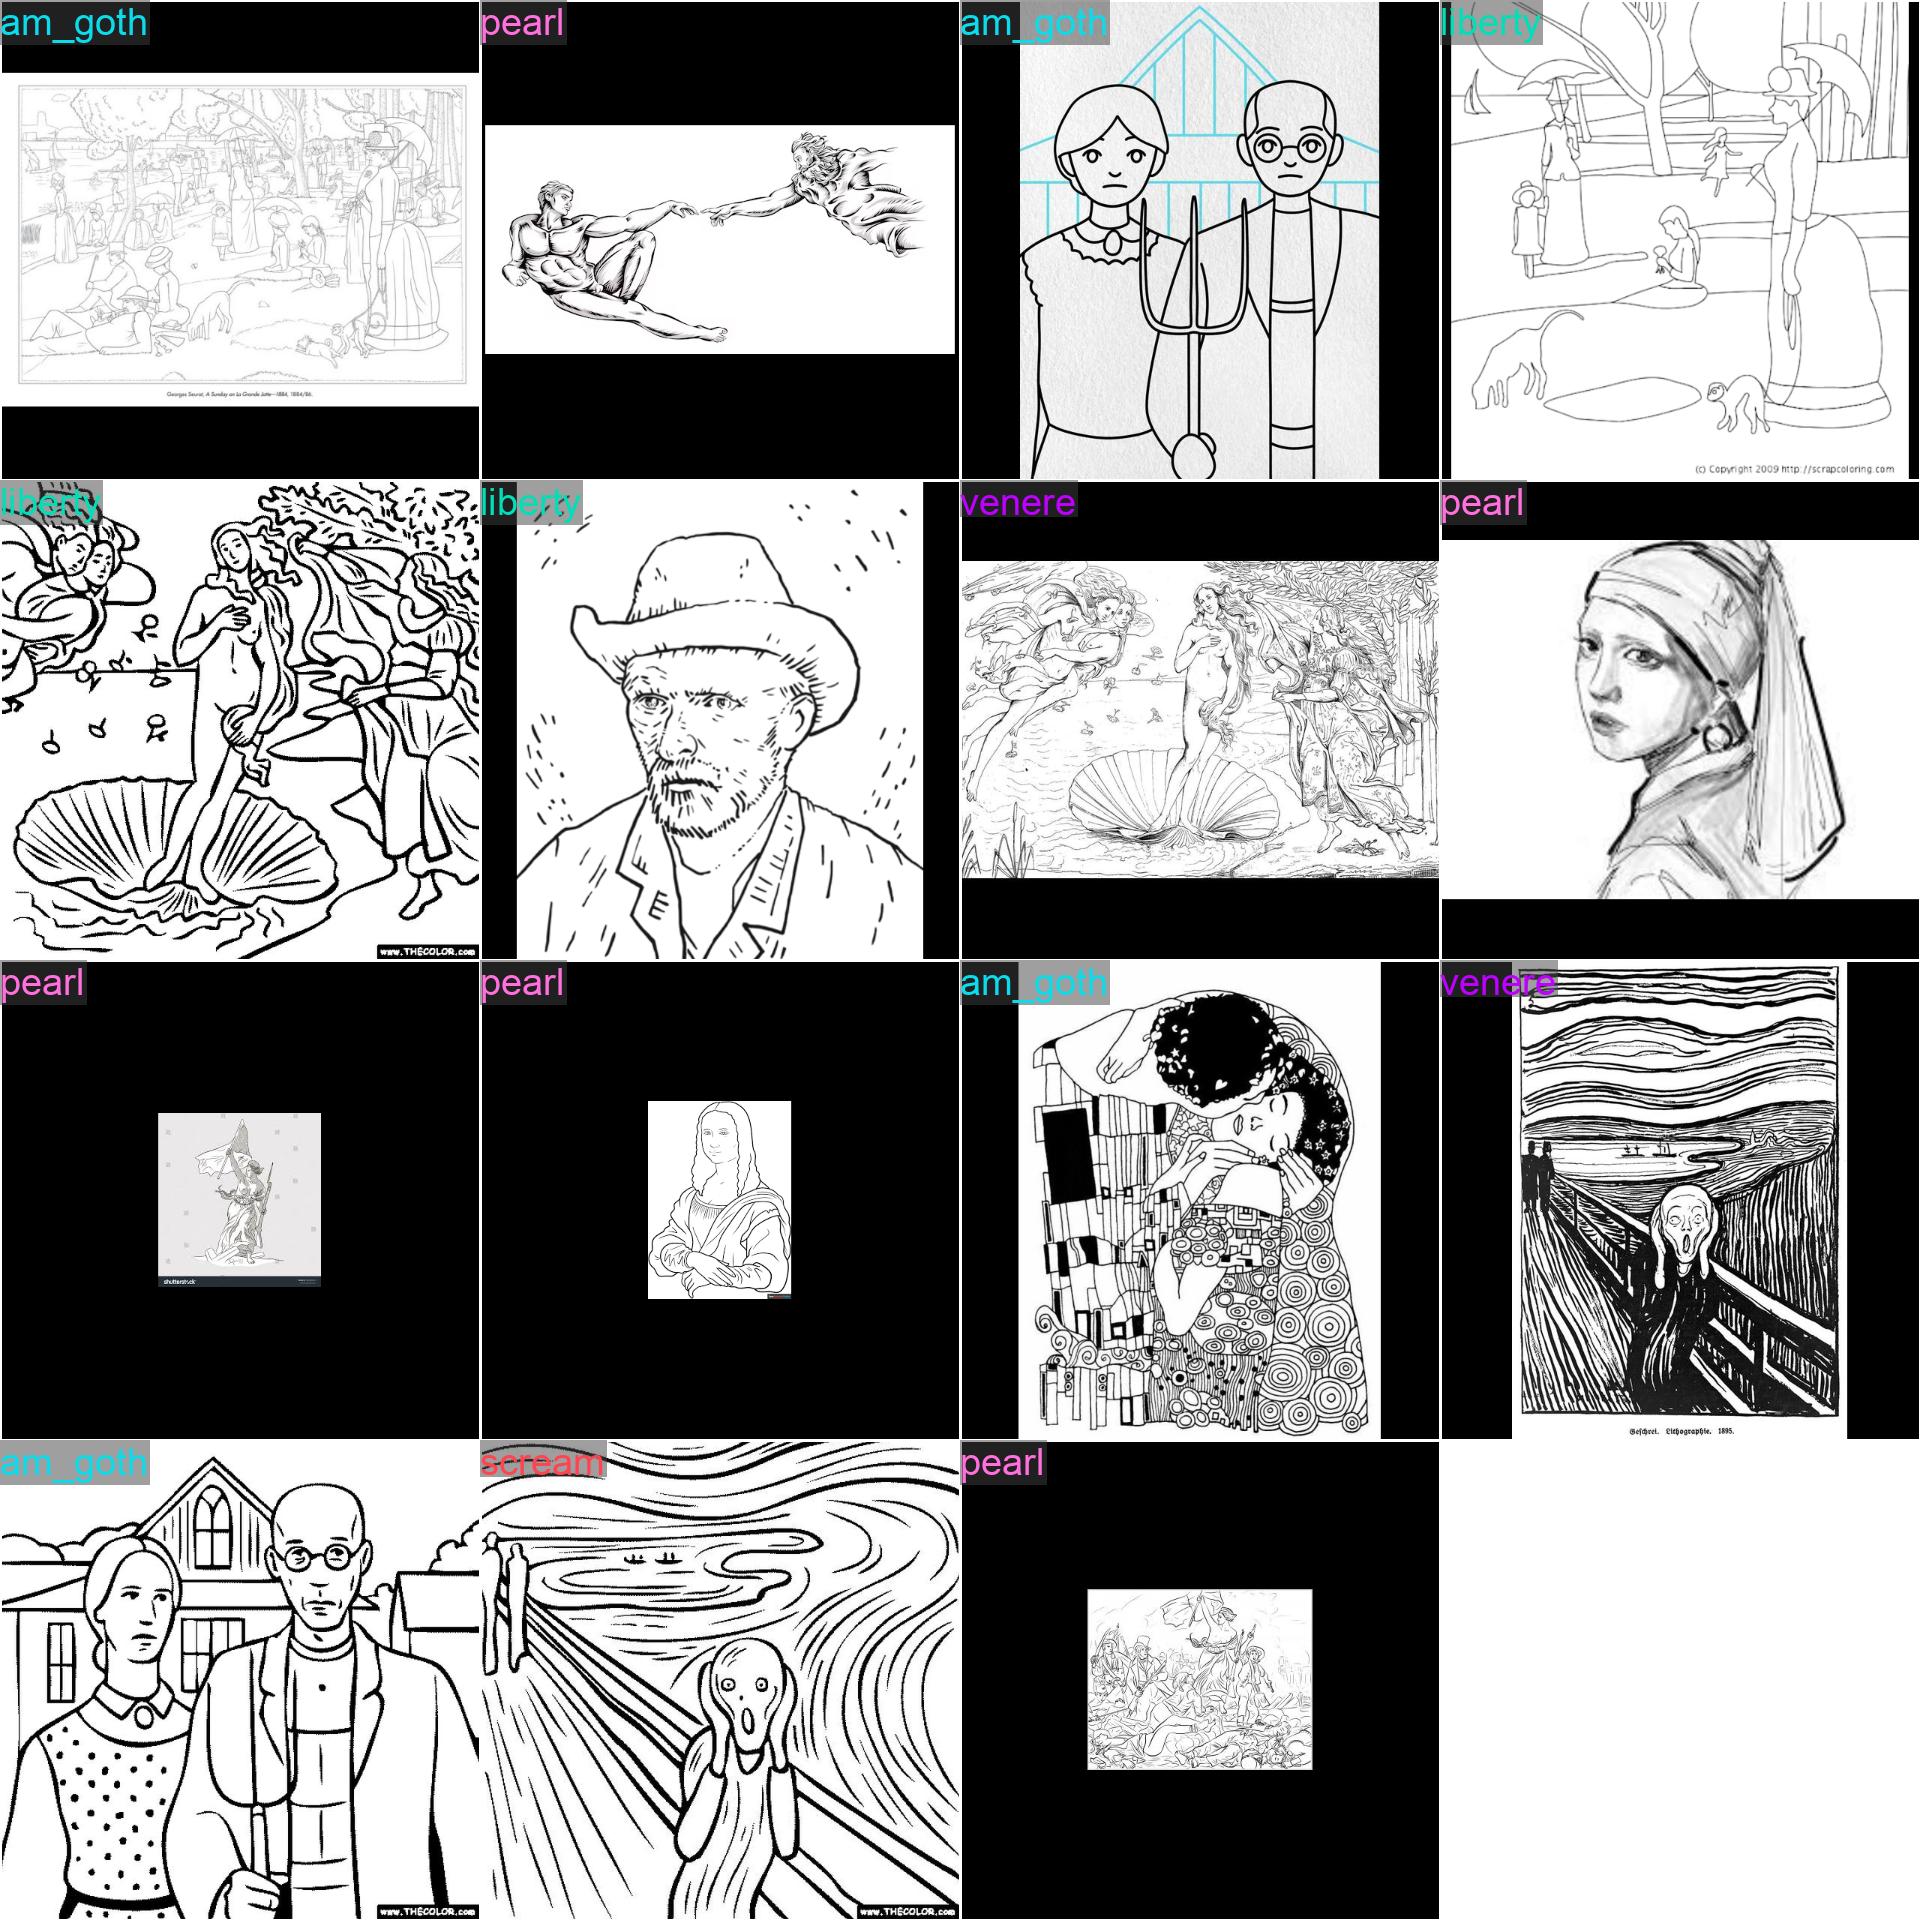 am_goth
pearl
am_goth
liberty
Georges Seurat, A Sunday on La Grande Jatte—1884, 1884/86.
(c) Copyright 2009 http://scrapcoloring.com
liberty
liberty
venere
pearl
www.THECOLOR.com
pearl
pearl
am_goth
venere
shutterstock
Geschrei. Lithographie. 1895.
am_goth
scream
pearl
www.THECOLOR.com
www.THECOLOR.com